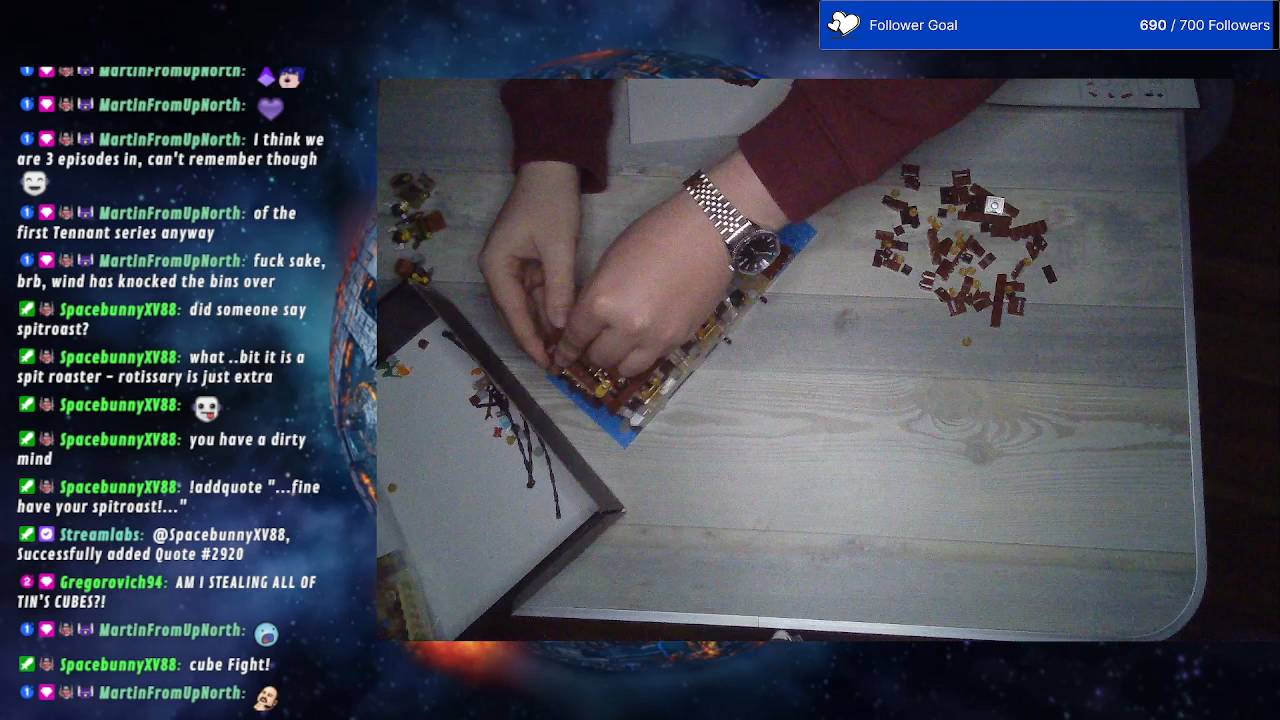 Follower Goal 690 / 700 Followers
MartinFromUpNorth:
MartinFromUpNorth:
MartinFromUpNorth: I think we
are 3 episodes in, can't remember though
MartinFromUpNorth: of the
first Tennant series anyway
MartinFromUpNorth: fuck sake,
brb, wind has knocked the bins over
SpacebunnyXV88: did someone say
spitroast?
SpacebunnyXV88: what ..bit it is a
spit roaster - rotissary is just extra
SpacebunnyXV88:
SpacebunnyXV88: you have a dirty
mind
SpacebunnyXV88: !addquote "...fine
have your spitroast!..."
Streamlabs: @SpacebunnyXV88,
Successfully added Quote #2920
Gregorovich94: AM I STEALING ALL OF
TIN'S CUBES?!
MartinFromUpNorth:
SpacebunnyXV88: cube Fight!
MartinFromUpNorth: